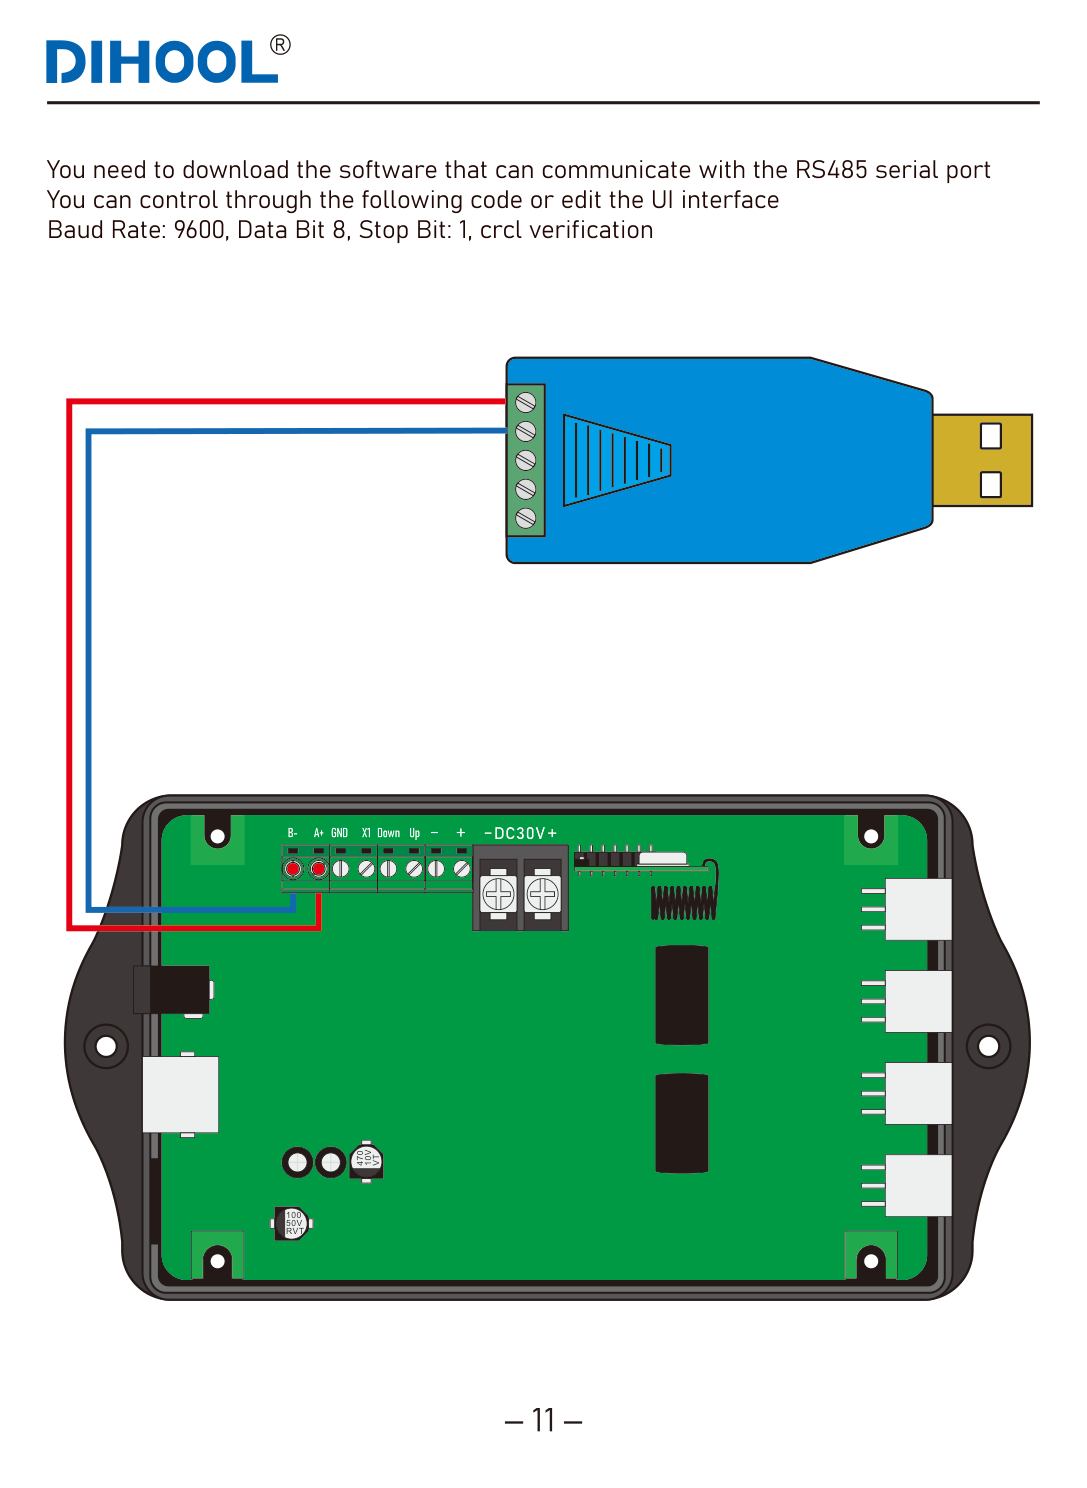 DIHOOL®
You need to download the software that can communicate with the RS485 serial port
You can control through the following code or edit the UI interface
Baud Rate: 9600, Data Bit 8, Stop Bit: 1, crcl verification
B- A+ GND X1 Down Up − + −DC30V+
470
10V
VT
100
50V
RVT
– 11 –